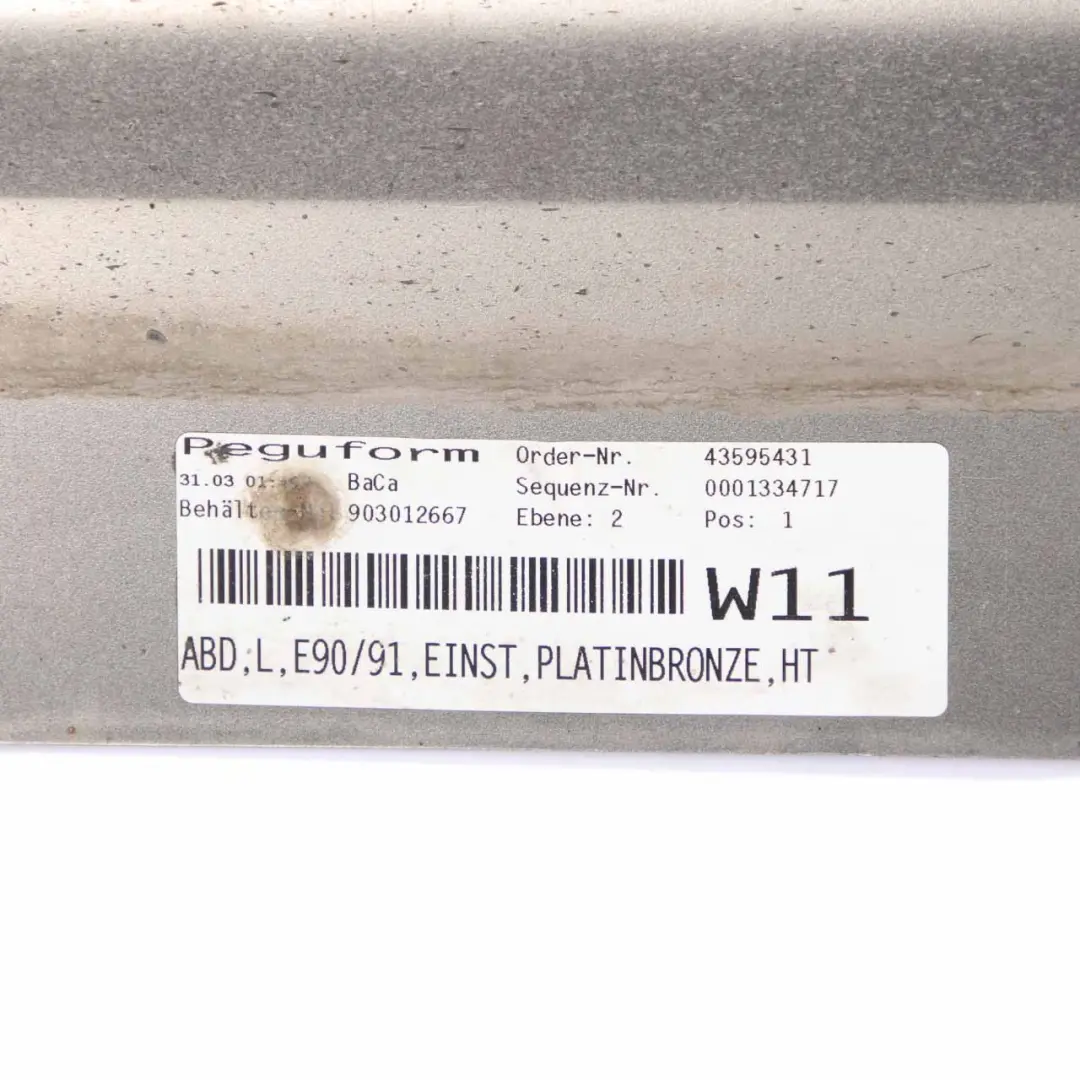 Peguform Order-Nr. 43595431
31.03 BaCa Sequenz-Nr. 0001334717
903012667 Ebene: 2 Pos: 1
W11
ABD,L,E90/91,EINST,PLATINBRONZE,HT